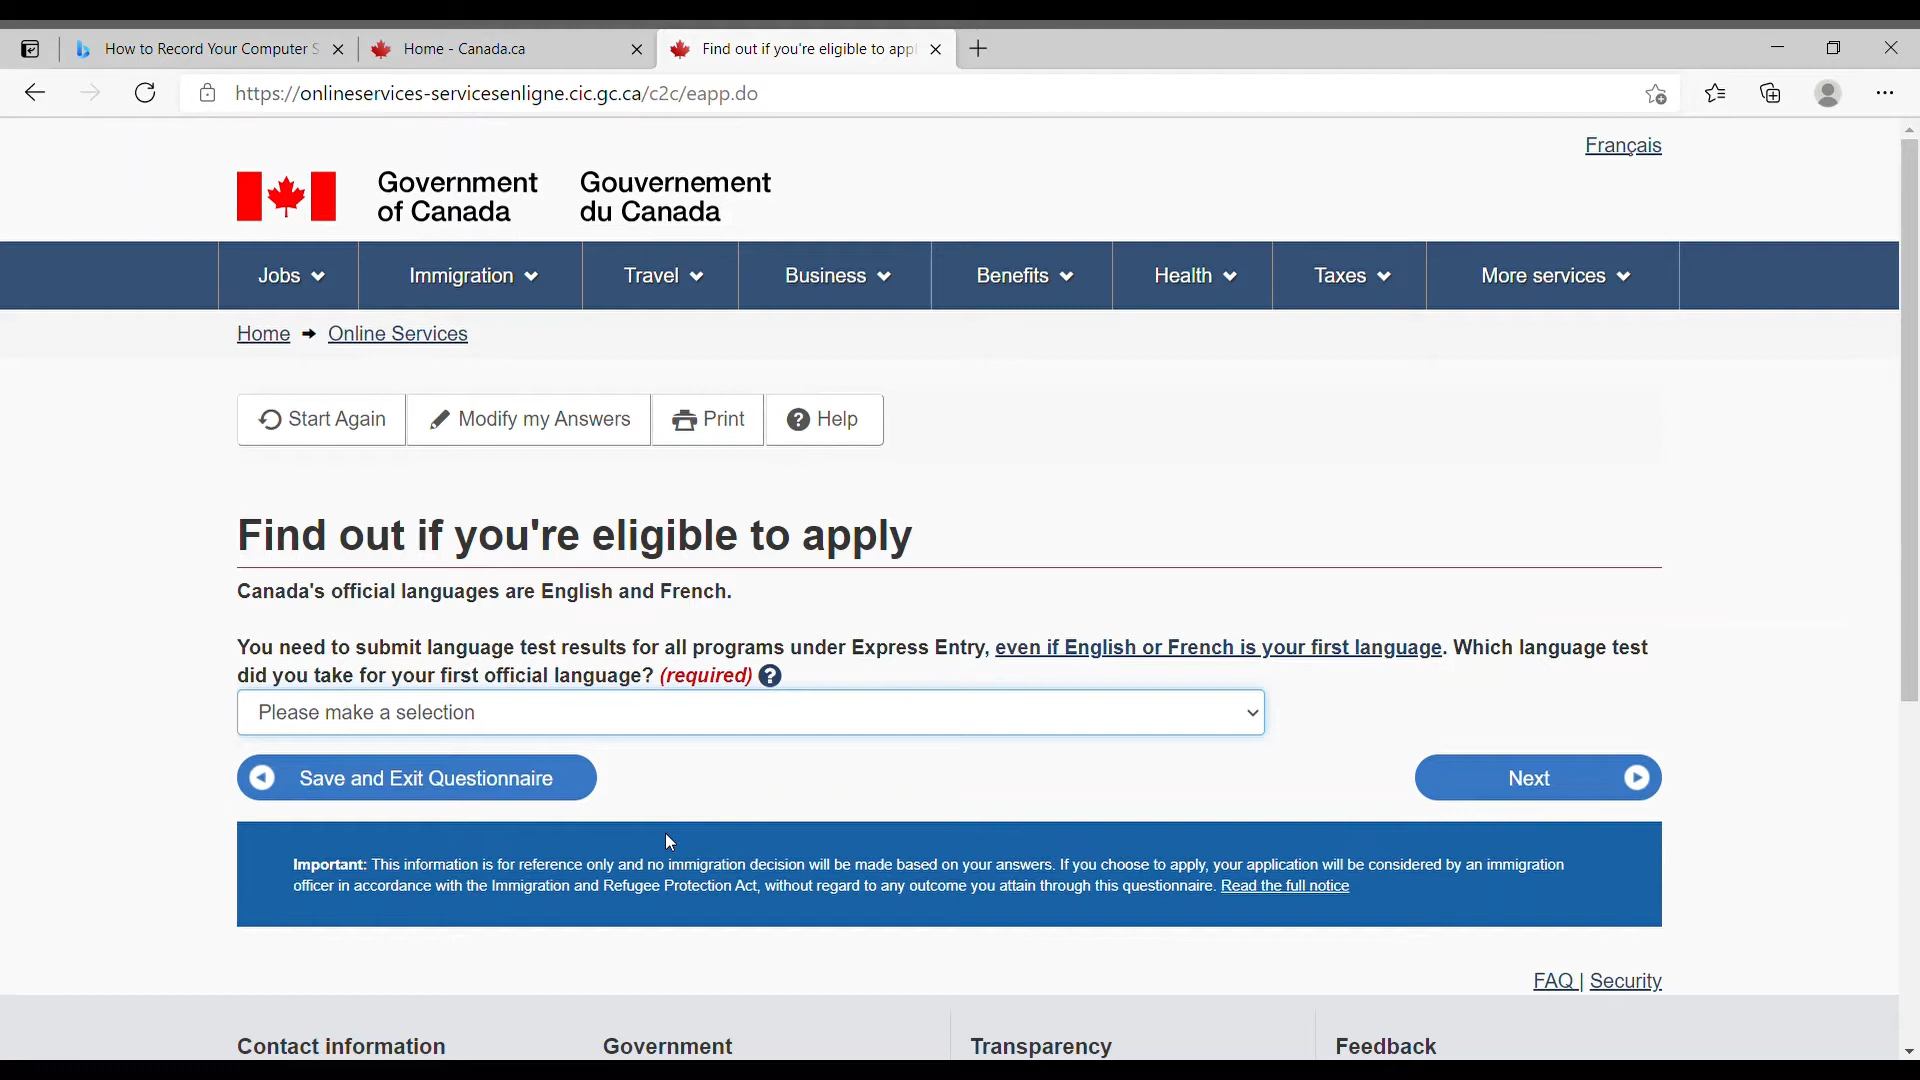 How to Record Your Computer S
Home - Canada.ca
Find out if you're eligible to appl
https://onlineservices-servicesenligne.cic.gc.ca/c2c/eapp.do
Français
Government of Canada
Gouvernement du Canada
Jobs Immigration Travel Business Benefits Health Taxes More services
Home Online Services
Start Again Modify my Answers Print Help
Find out if you're eligible to apply
Canada's official languages are English and French.
You need to submit language test results for all programs under Express Entry, even if English or French is your first language. Which language test
did you take for your first official language? (required) ?
Please make a selection
Save and Exit Questionnaire Next
Important: This information is for reference only and no immigration decision will be made based on your answers. If you choose to apply, your application will be considered by an immigration
officer in accordance with the Immigration and Refugee Protection Act, without regard to any outcome you attain through this questionnaire. Read the full notice
FAQ | Security
Contact information Government Transparency Feedback